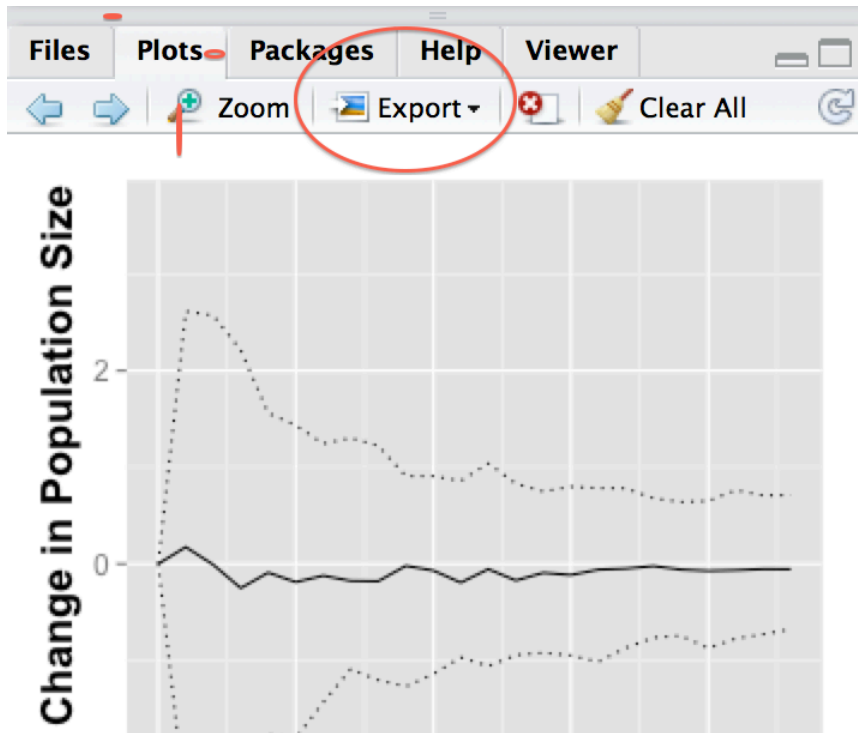 Files Plots Packages Help Viewer
Zoom Export Clear All
Change in Population Size
2
0